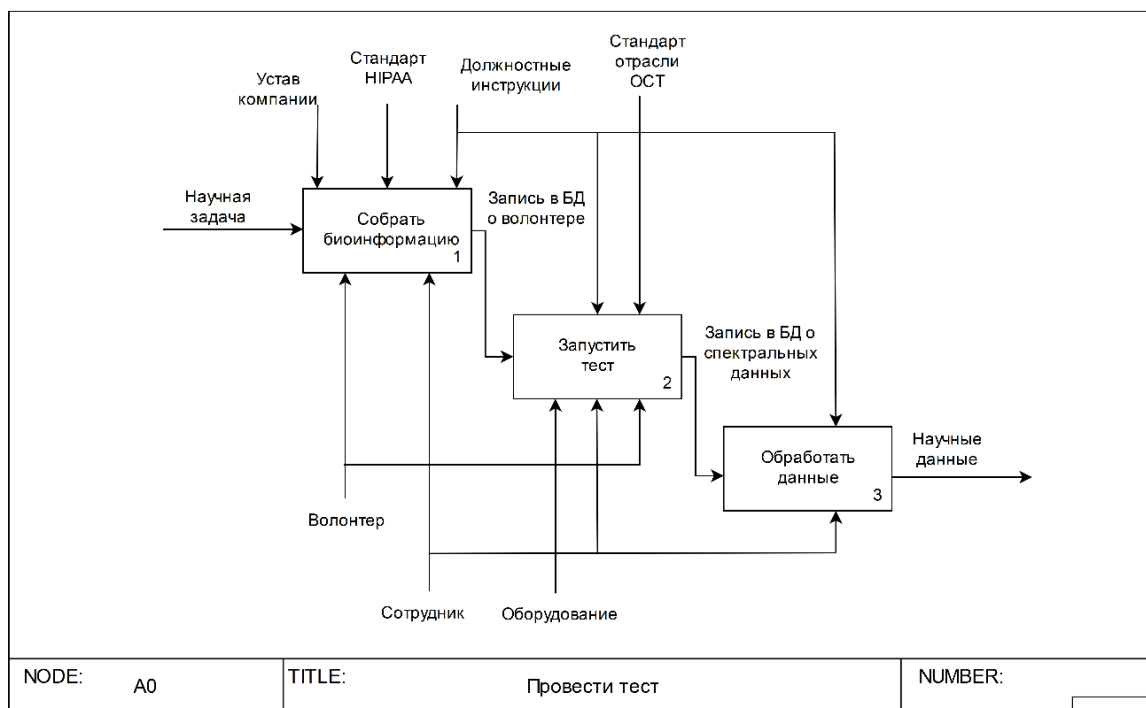 Устав
компании
Стандарт
HIPAA
Должностные
инструкции
Стандарт
отрасли
ОСТ
Научная
задача
Собрать
биоинформацию
1
Запись в БД
о волонтере
Запустить
тест
2
Запись в БД о
спектральных
данных
Обработать
данные
3
Научные
данные
Волонтер
Сотрудник
Оборудование
NODE:
A0
TITLE:
Провести тест
NUMBER: